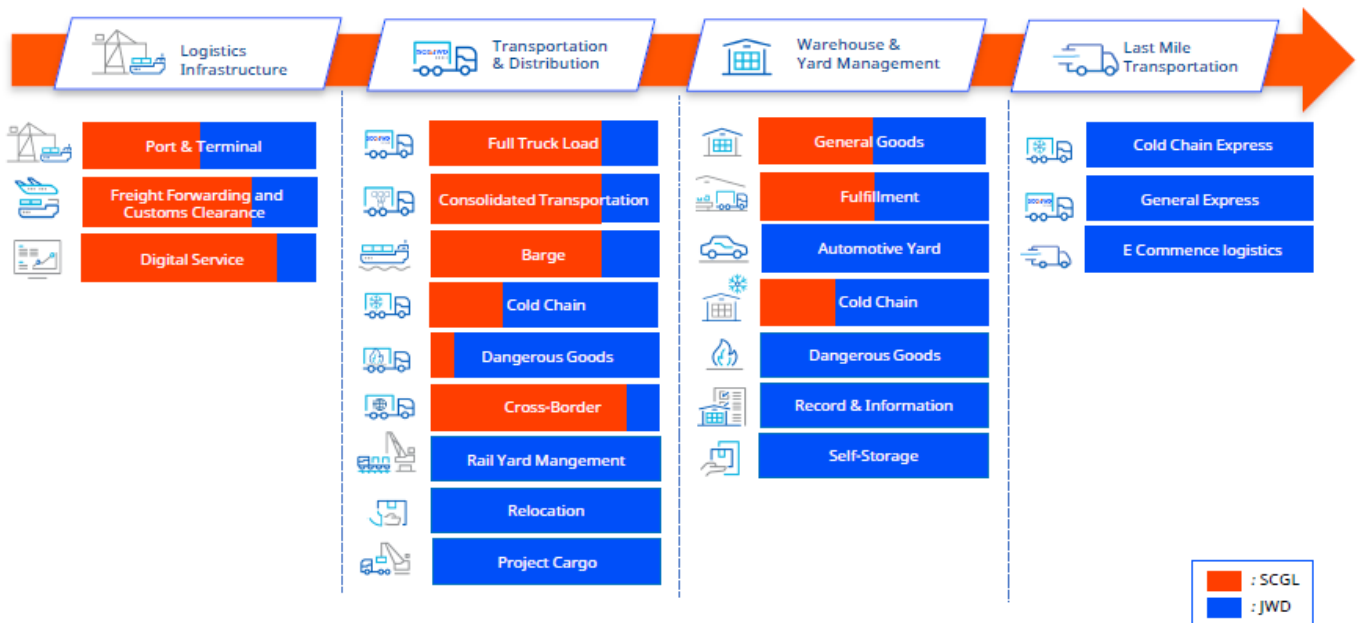 Logistics
Infrastructure
Transportation
& Distribution
Warehouse &
Yard Management
Last Mile
Transportation
Port & Terminal
Freight Forwarding and
Customs Clearance
Digital Service
Full Truck Load
Consolidated Transportation
Barge
Cold Chain
Dangerous Goods
Cross-Border
Rail Yard Mangement
Relocation
Project Cargo
General Goods
Fulfillment
Automotive Yard
Cold Chain
Dangerous Goods
Record & Information
Self-Storage
Cold Chain Express
General Express
E Commence logistics
: SCGL
: JWD